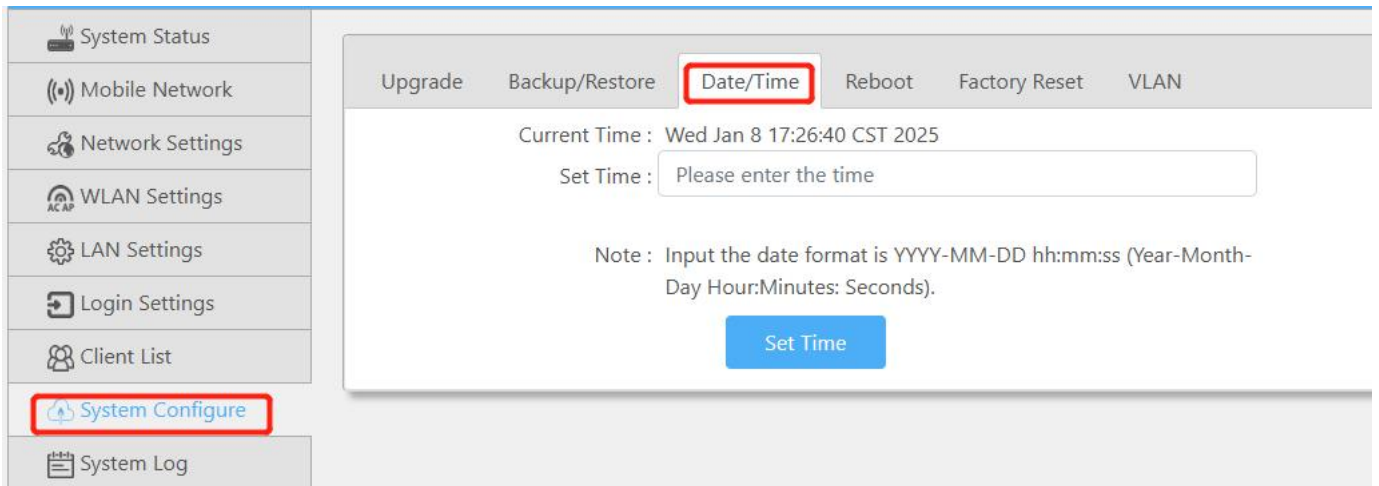 System Status
Mobile Network
Network Settings
AC AP
WLAN Settings
LAN Settings
Login Settings
Client List
System Configure
System Log
Upgrade Backup/Restore Date/Time Reboot Factory Reset VLAN
Current Time : Wed Jan 8 17:26:40 CST 2025
Set Time : Please enter the time
Note : Input the date format is YYYY-MM-DD hh:mm:ss (Year-Month-
Day Hour:Minutes: Seconds).
Set Time